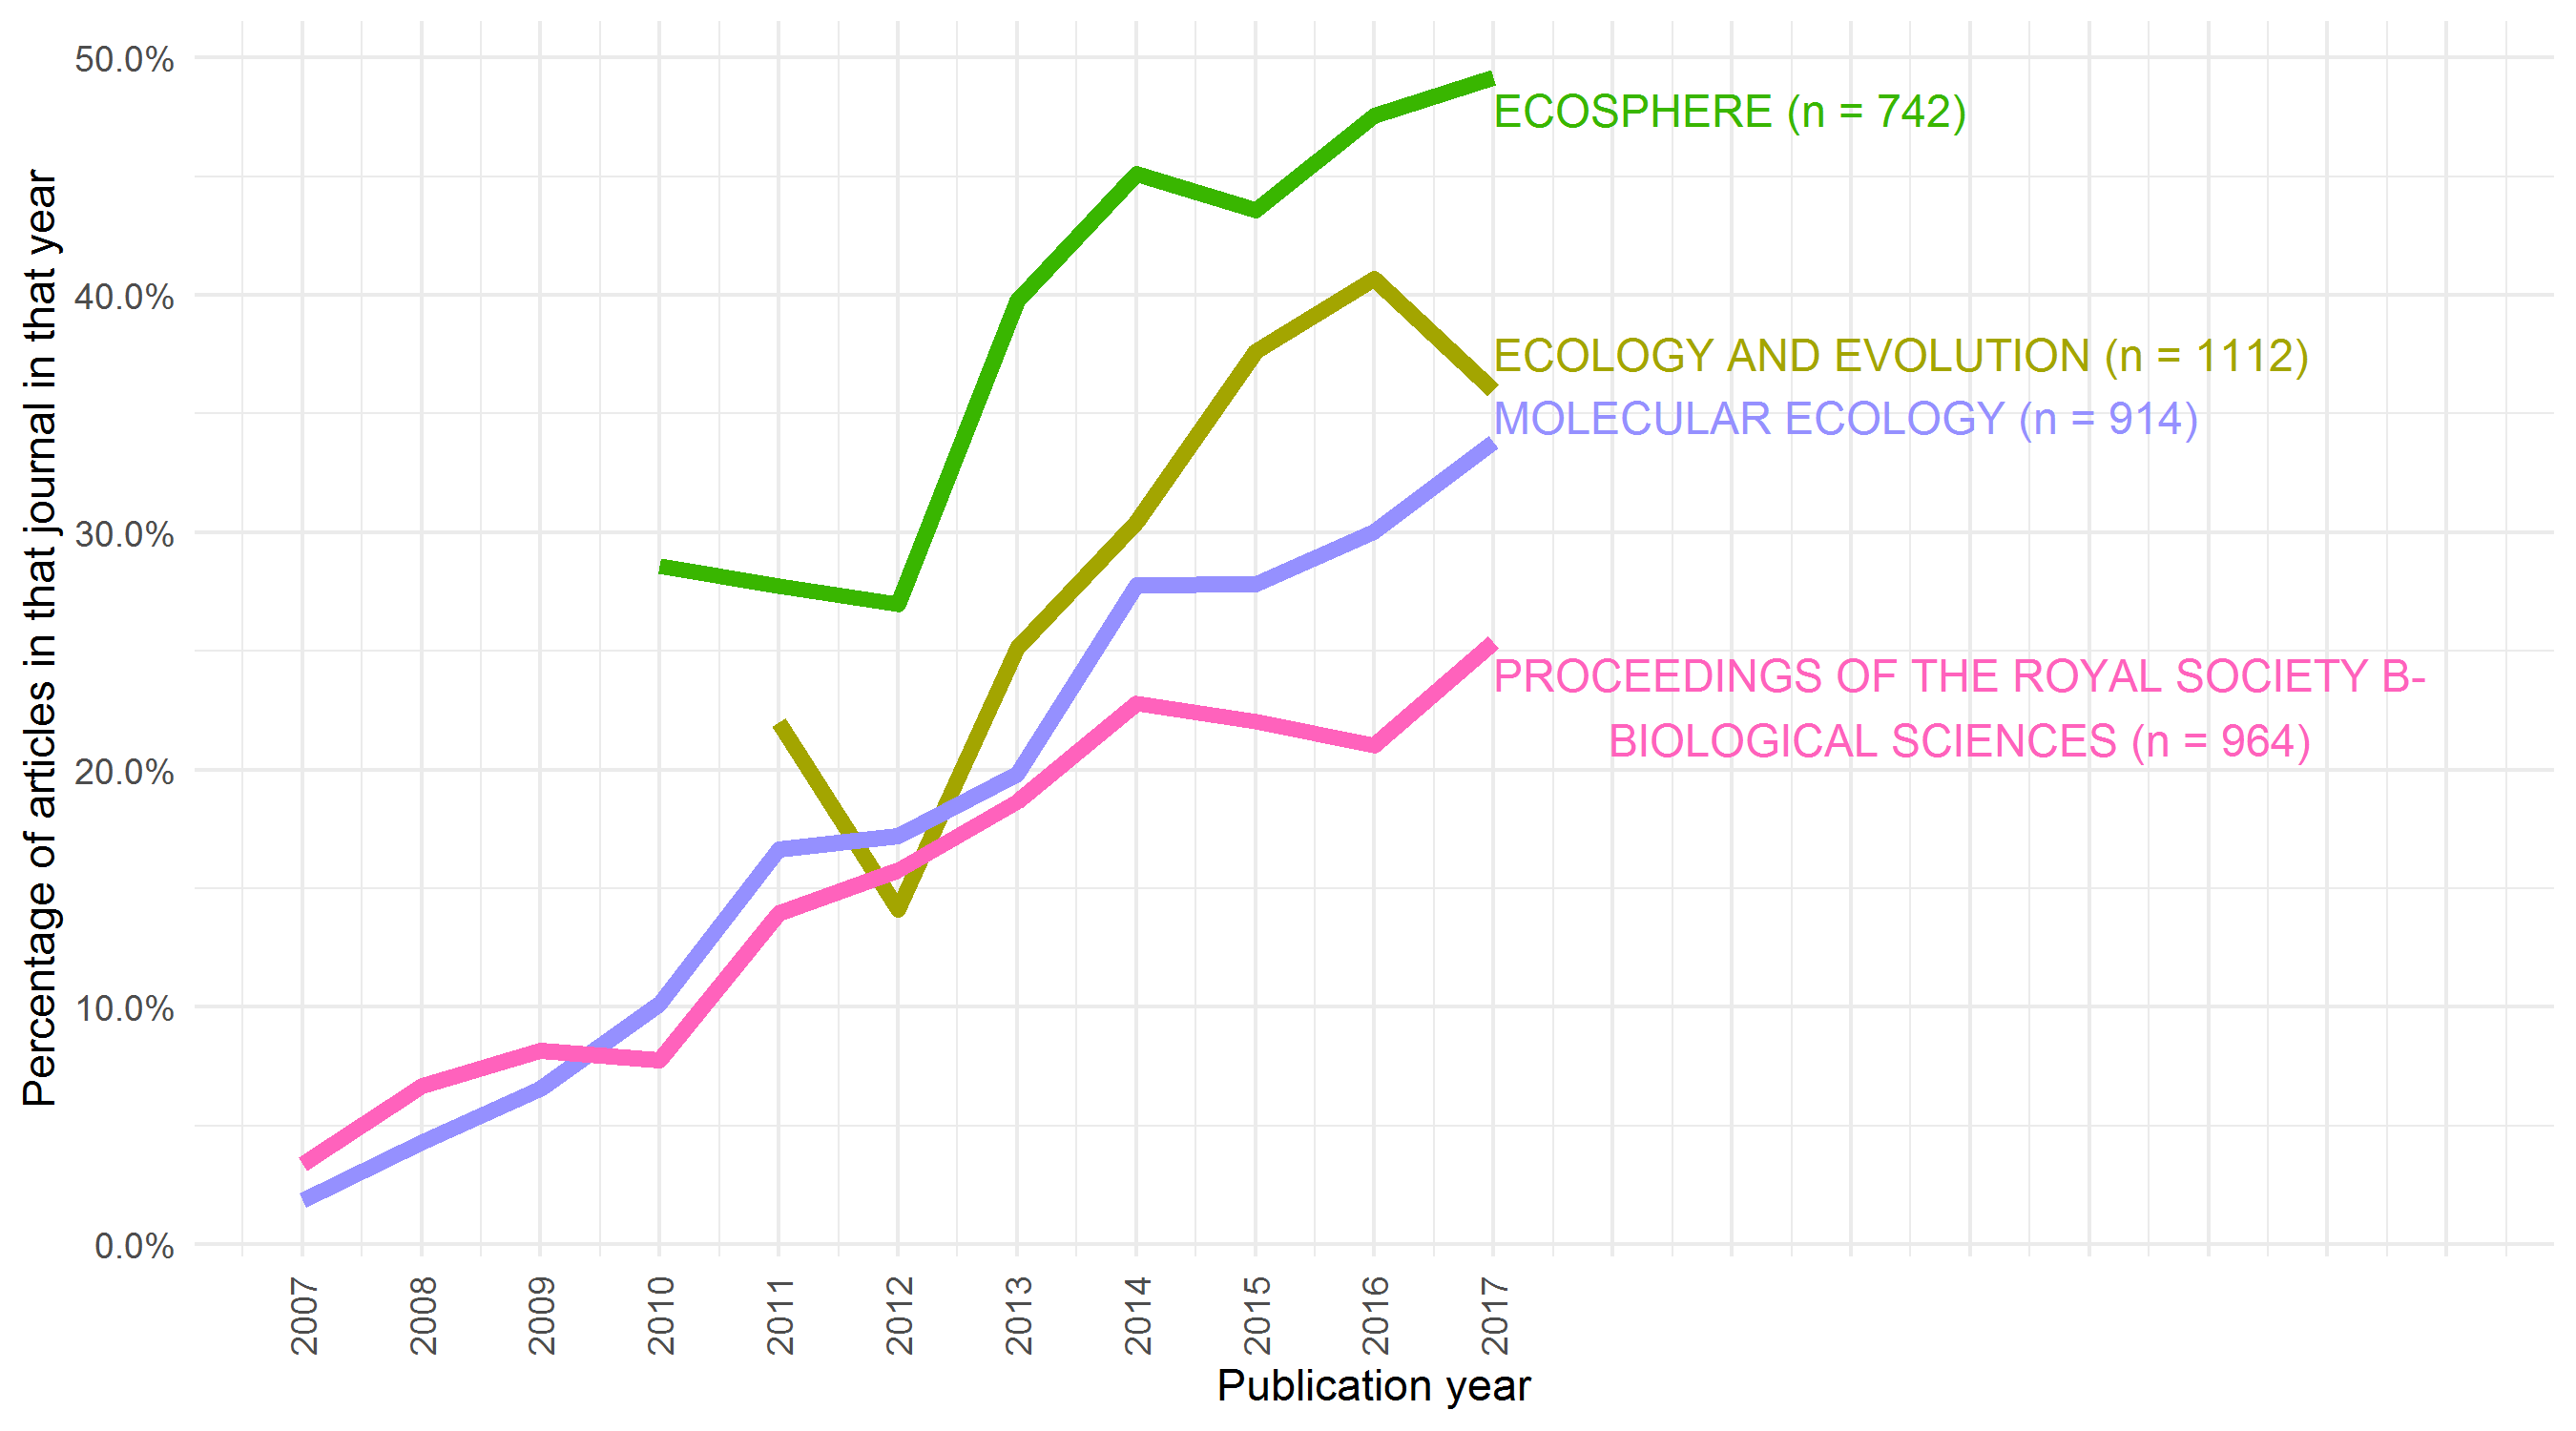 Percentage of articles in that journal in that year
50.0%
40.0%
30.0%
20.0%
10.0%
0.0%
ECOSPHERE (n = 742)
ECOLOGY AND EVOLUTION (n = 1112)
MOLECULAR ECOLOGY (n = 914)
PROCEEDINGS OF THE ROYAL SOCIETY B-
BIOLOGICAL SCIENCES (n = 964)
2007
2008
2009
2010
2011
2012
2013
2014
2015
2016
2017
Publication year